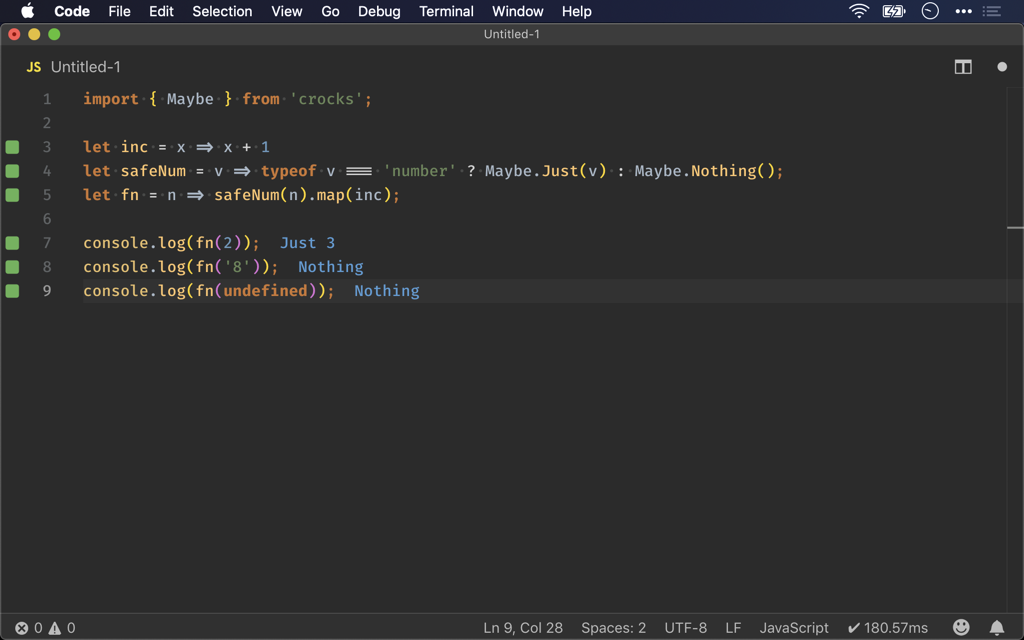 Code File Edit Selection View Go Debug Terminal Window Help
Untitled-1
JS Untitled-1
1 import { Maybe } from 'crocks';
2
3 let inc = x => x + 1
4 let safeNum = v => typeof v === 'number' ? Maybe.Just(v) : Maybe.Nothing();
5 let fn = n => safeNum(n).map(inc);
6
7 console.log(fn(2)); Just 3
8 console.log(fn('8')); Nothing
9 console.log(fn(undefined)); Nothing
0 0 Ln 9, Col 28 Spaces: 2 UTF-8 LF JavaScript ✔ 180.57ms